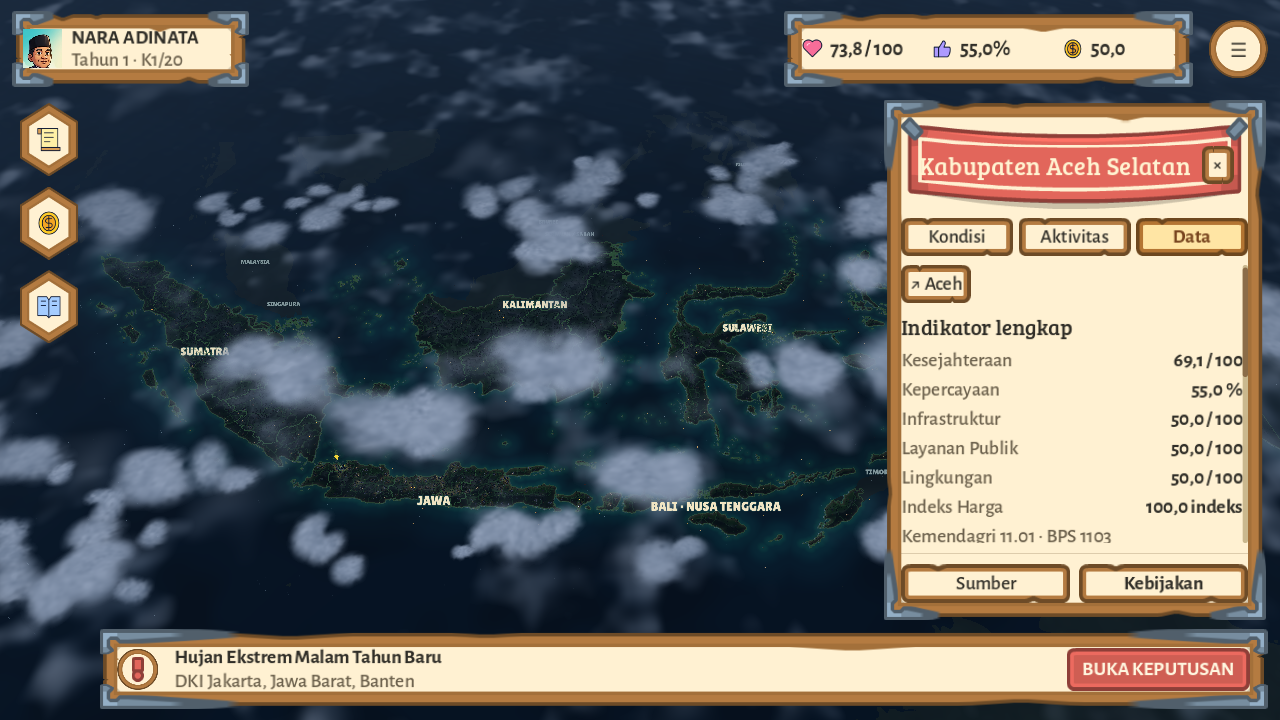 NARA ADINATA
Tahun 1 · K1/20
73,8/100
55,0%
50,0
Kabupaten Aceh Selatan
×
Kondisi
Aktivitas
Data
↗ Aceh
Indikator lengkap
Kesejahteraan 69,1/100
Kepercayaan 55,0 %
Infrastruktur 50,0/100
Layanan Publik 50,0/100
Lingkungan 50,0/100
Indeks Harga 100,0 indeks
Kemendagri 11.01 · BPS 1103
Sumber
Kebijakan
MALAYSIA
SINGAPURA
SUMATRA
KALIMANTAN
SULAWESI
JAWA
BALI · NUSA TENGGARA
Hujan Ekstrem Malam Tahun Baru
DKI Jakarta, Jawa Barat, Banten
BUKA KEPUTUSAN